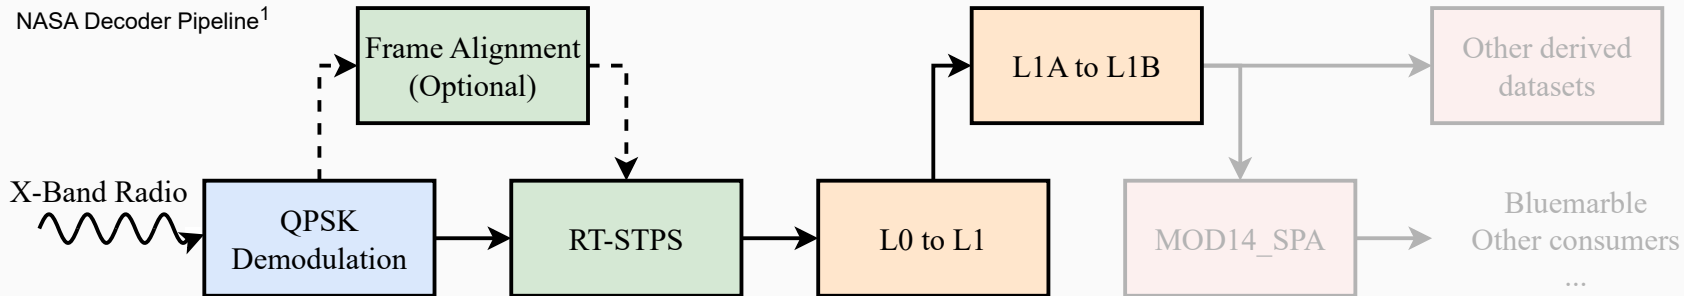 NASA Decoder Pipeline1
Frame Alignment
(Optional)
L1A to L1B
Other derived
datasets
X-Band Radio
QPSK
Demodulation
RT-STPS
L0 to L1
MOD14_SPA
Bluemarble
Other consumers
...